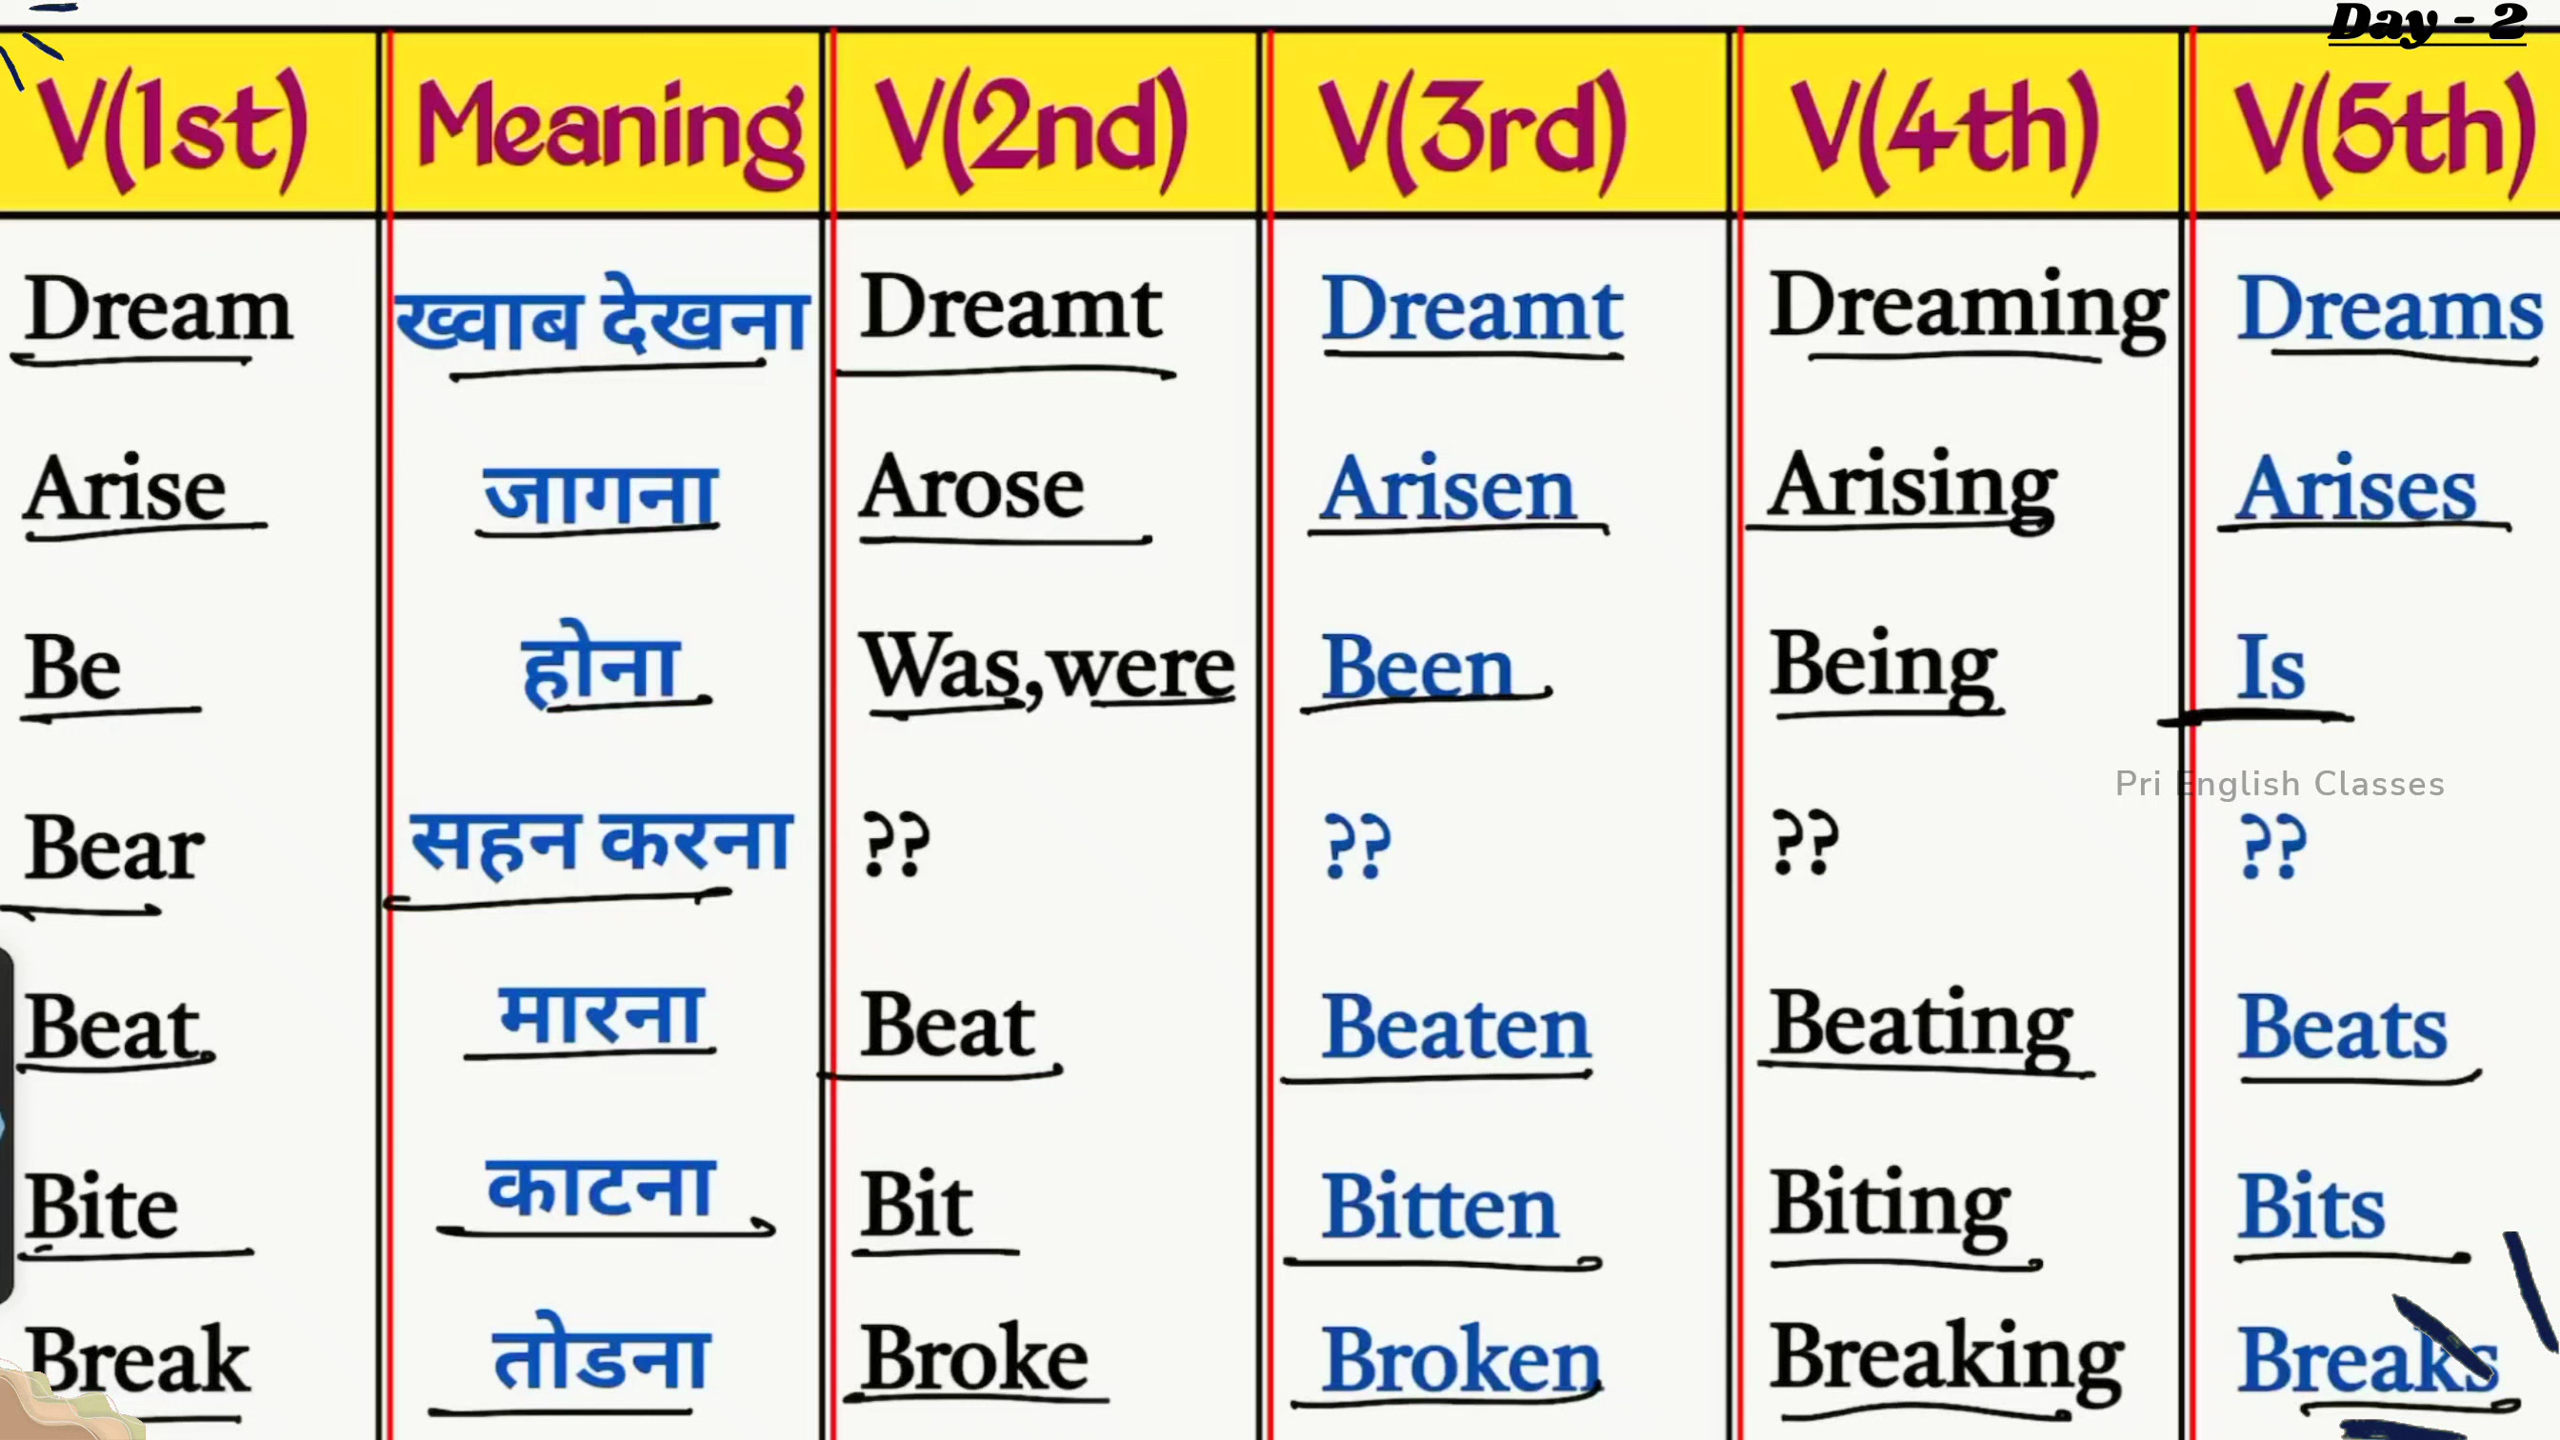 Day - 2
V(1st) Meaning V(2nd) V(3rd) V(4th) V(5th)
Dream ख्वाब देखना Dreamt Dreamt Dreaming Dreams
Arise जागना Arose Arisen Arising Arises
Be होना Was,were Been Being Is
Pri English Classes
Bear सहन करना ?? ?? ?? ??
Beat मारना Beat Beaten Beating Beats
Bite काटना Bit Bitten Biting Bits
Break तोडना Broke Broken Breaking Breaks